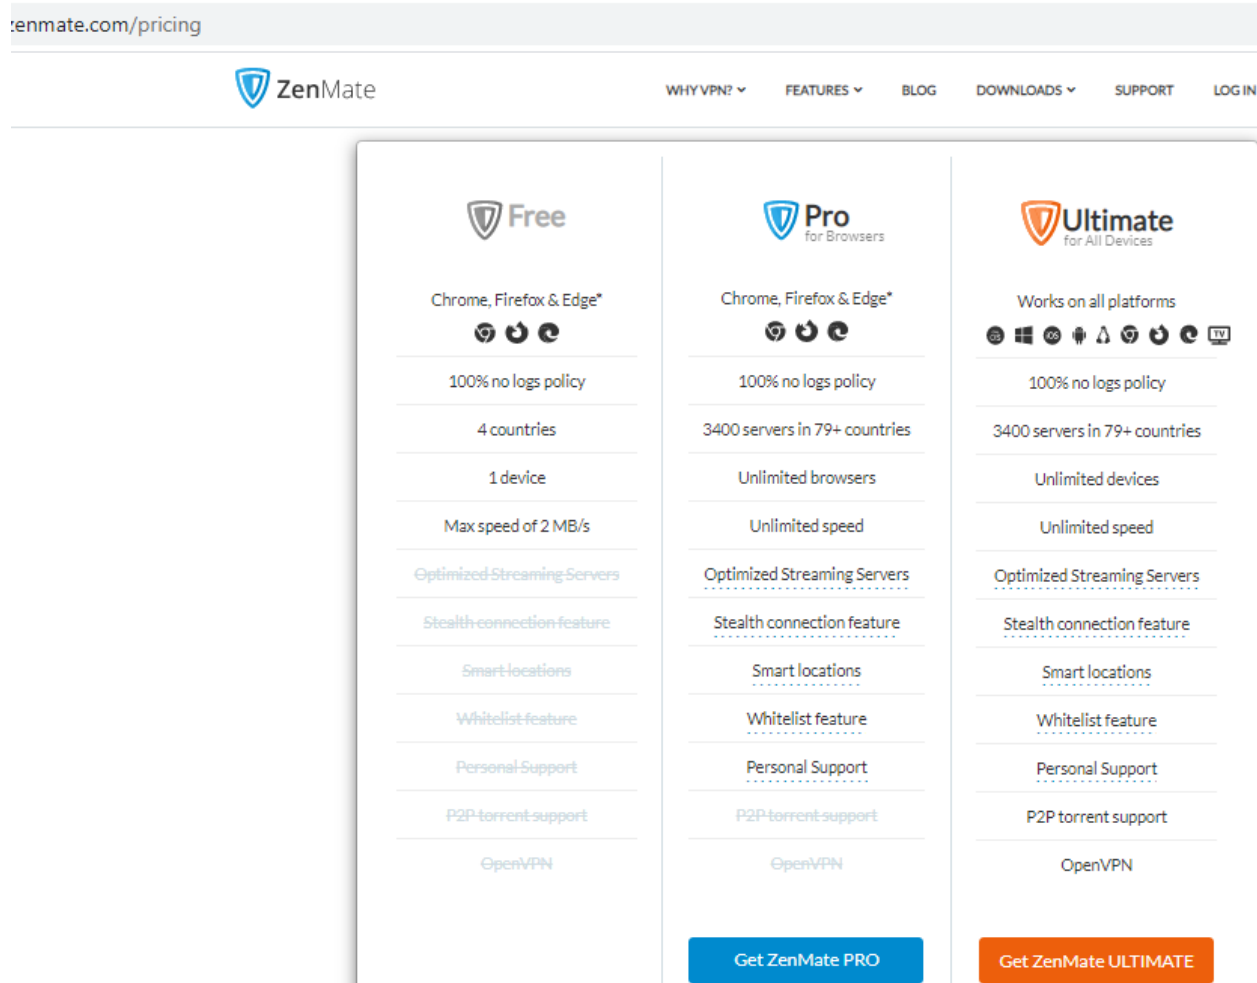 zenmate.com/pricing
ZenMate
WHY VPN?
FEATURES
BLOG
DOWNLOADS
SUPPORT
LOG IN
Free
Chrome, Firefox & Edge*
100% no logs policy
4 countries
1 device
Max speed of 2 MB/s
Optimized Streaming Servers
Stealth connection feature
Smart locations
Whitelist feature
Personal Support
P2P torrent support
OpenVPN
Pro
for Browsers
Chrome, Firefox & Edge*
100% no logs policy
3400 servers in 79+ countries
Unlimited browsers
Unlimited speed
Optimized Streaming Servers
Stealth connection feature
Smart locations
Whitelist feature
Personal Support
P2P torrent support
OpenVPN
Get ZenMate PRO
Ultimate
for All Devices
Works on all platforms
iOS
TV
100% no logs policy
3400 servers in 79+ countries
Unlimited devices
Unlimited speed
Optimized Streaming Servers
Stealth connection feature
Smart locations
Whitelist feature
Personal Support
P2P torrent support
OpenVPN
Get ZenMate ULTIMATE